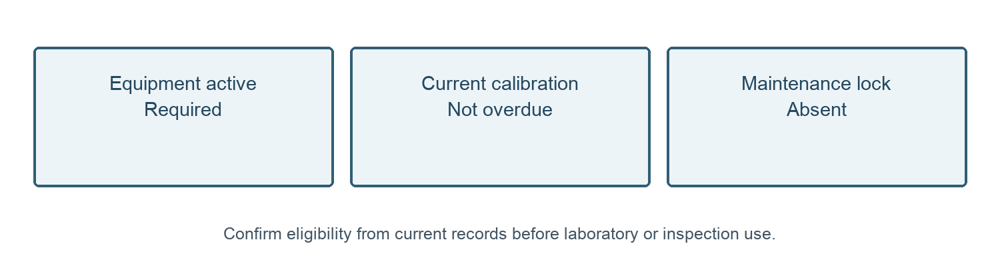 Equipment active
Required
Current calibration
Not overdue
Maintenance lock
Absent
Confirm eligibility from current records before laboratory or inspection use.